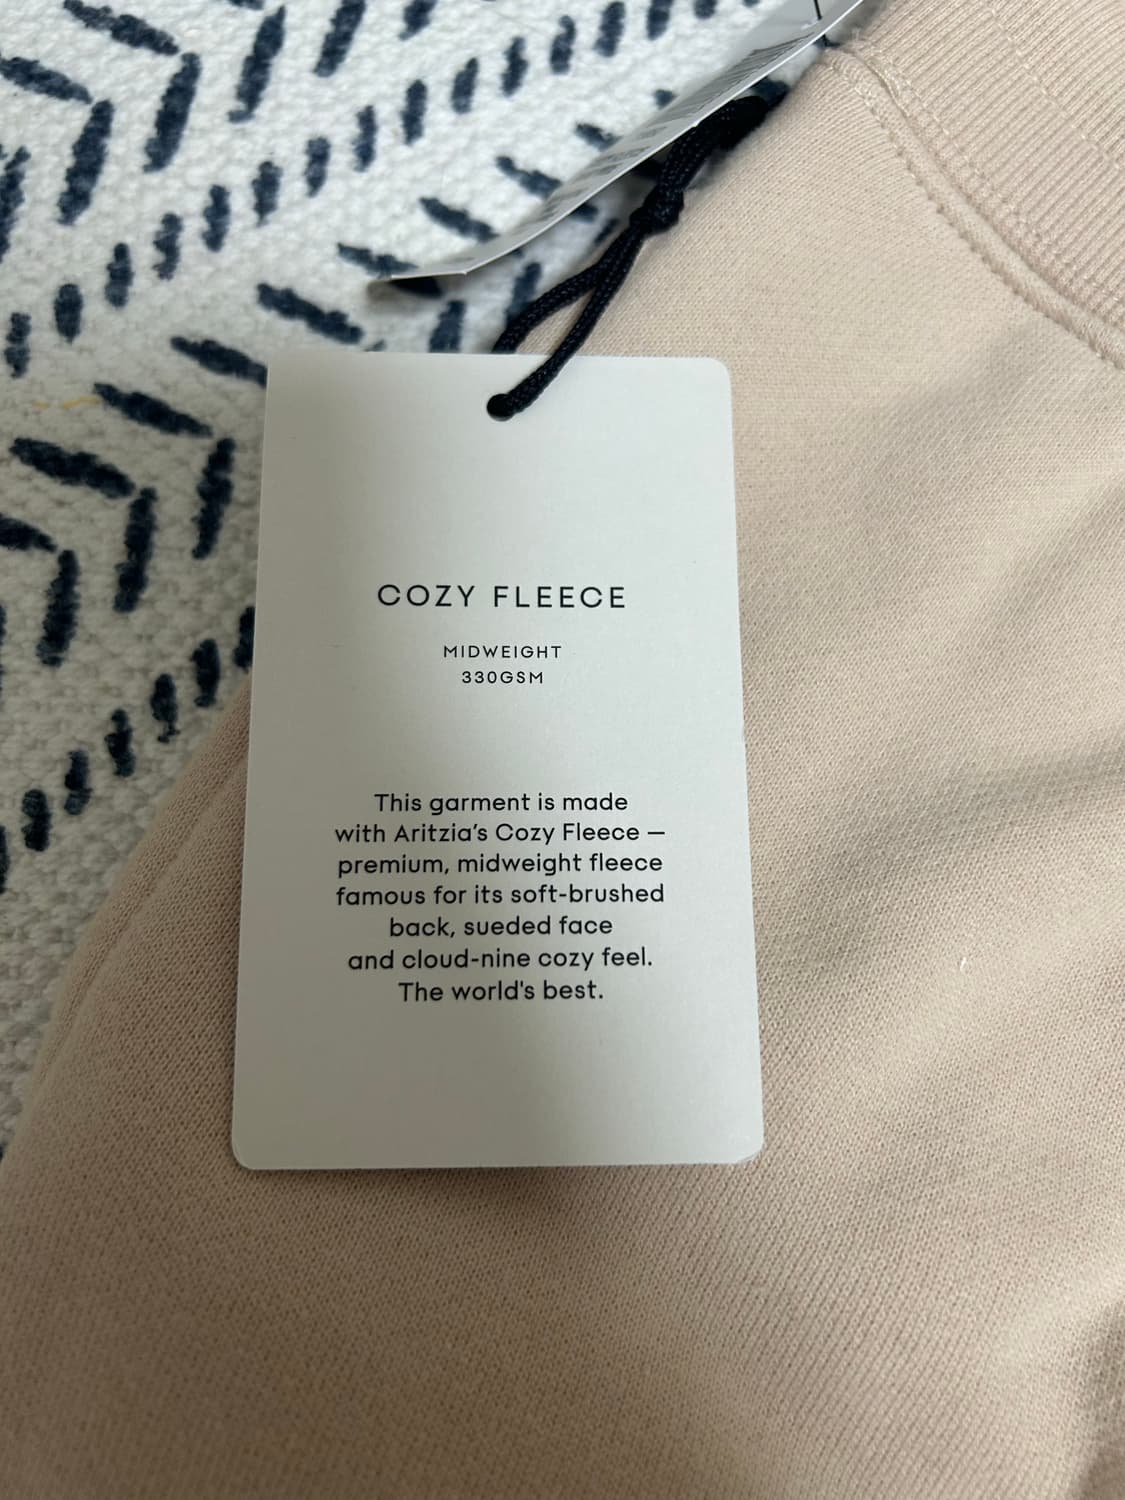 COZY FLEECE
MIDWEIGHT
330GSM
This garment is made
with Aritzia’s Cozy Fleece —
premium, midweight fleece
famous for its soft-brushed
back, sueded face
and cloud-nine cozy feel.
The world's best.